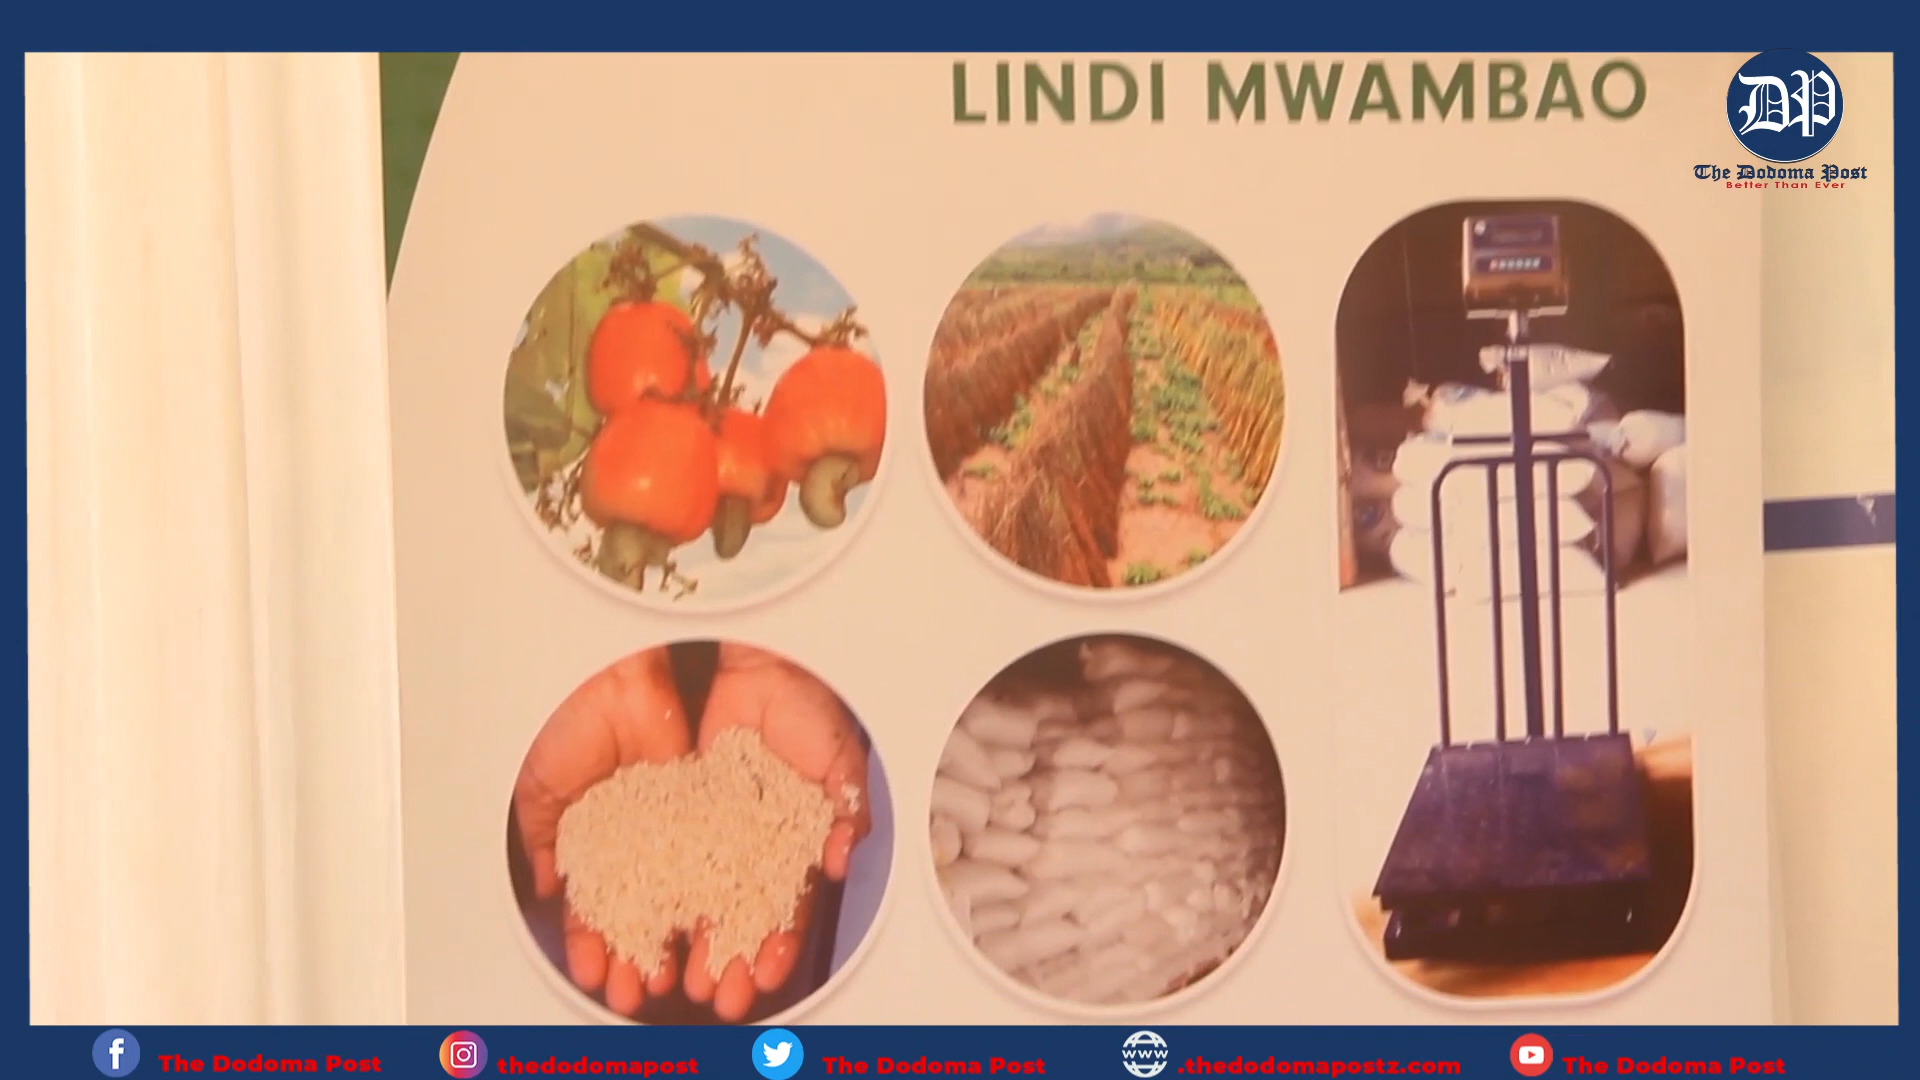 LINDI MWAMBAO
DP
The Dodoma Post
Better Than Ever
The Dodoma Post
thedodomapost
The Dodoma Post
www
.thedodomapostz.com
The Dodoma Post